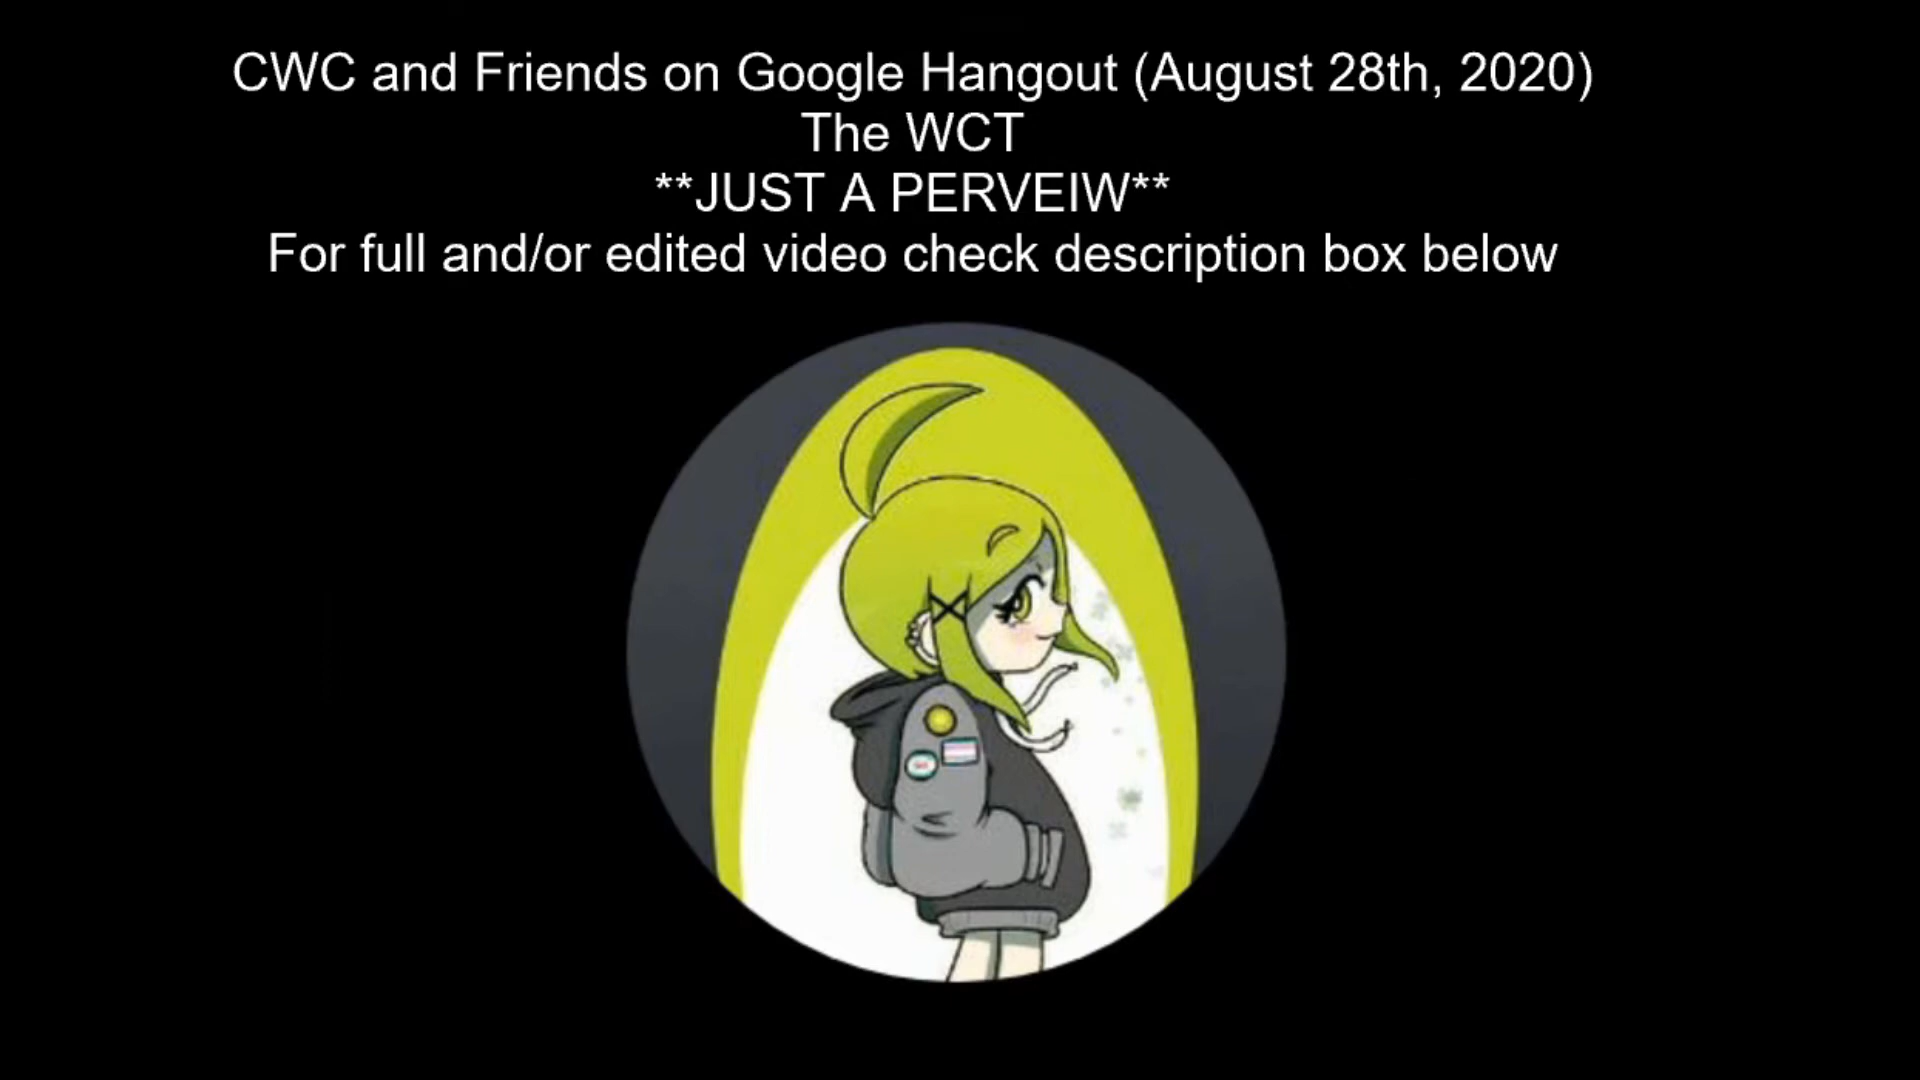 CWC and Friends on Google Hangout (August 28th, 2020)
The WCT
**JUST A PERVEIW**
For full and/or edited video check description box below